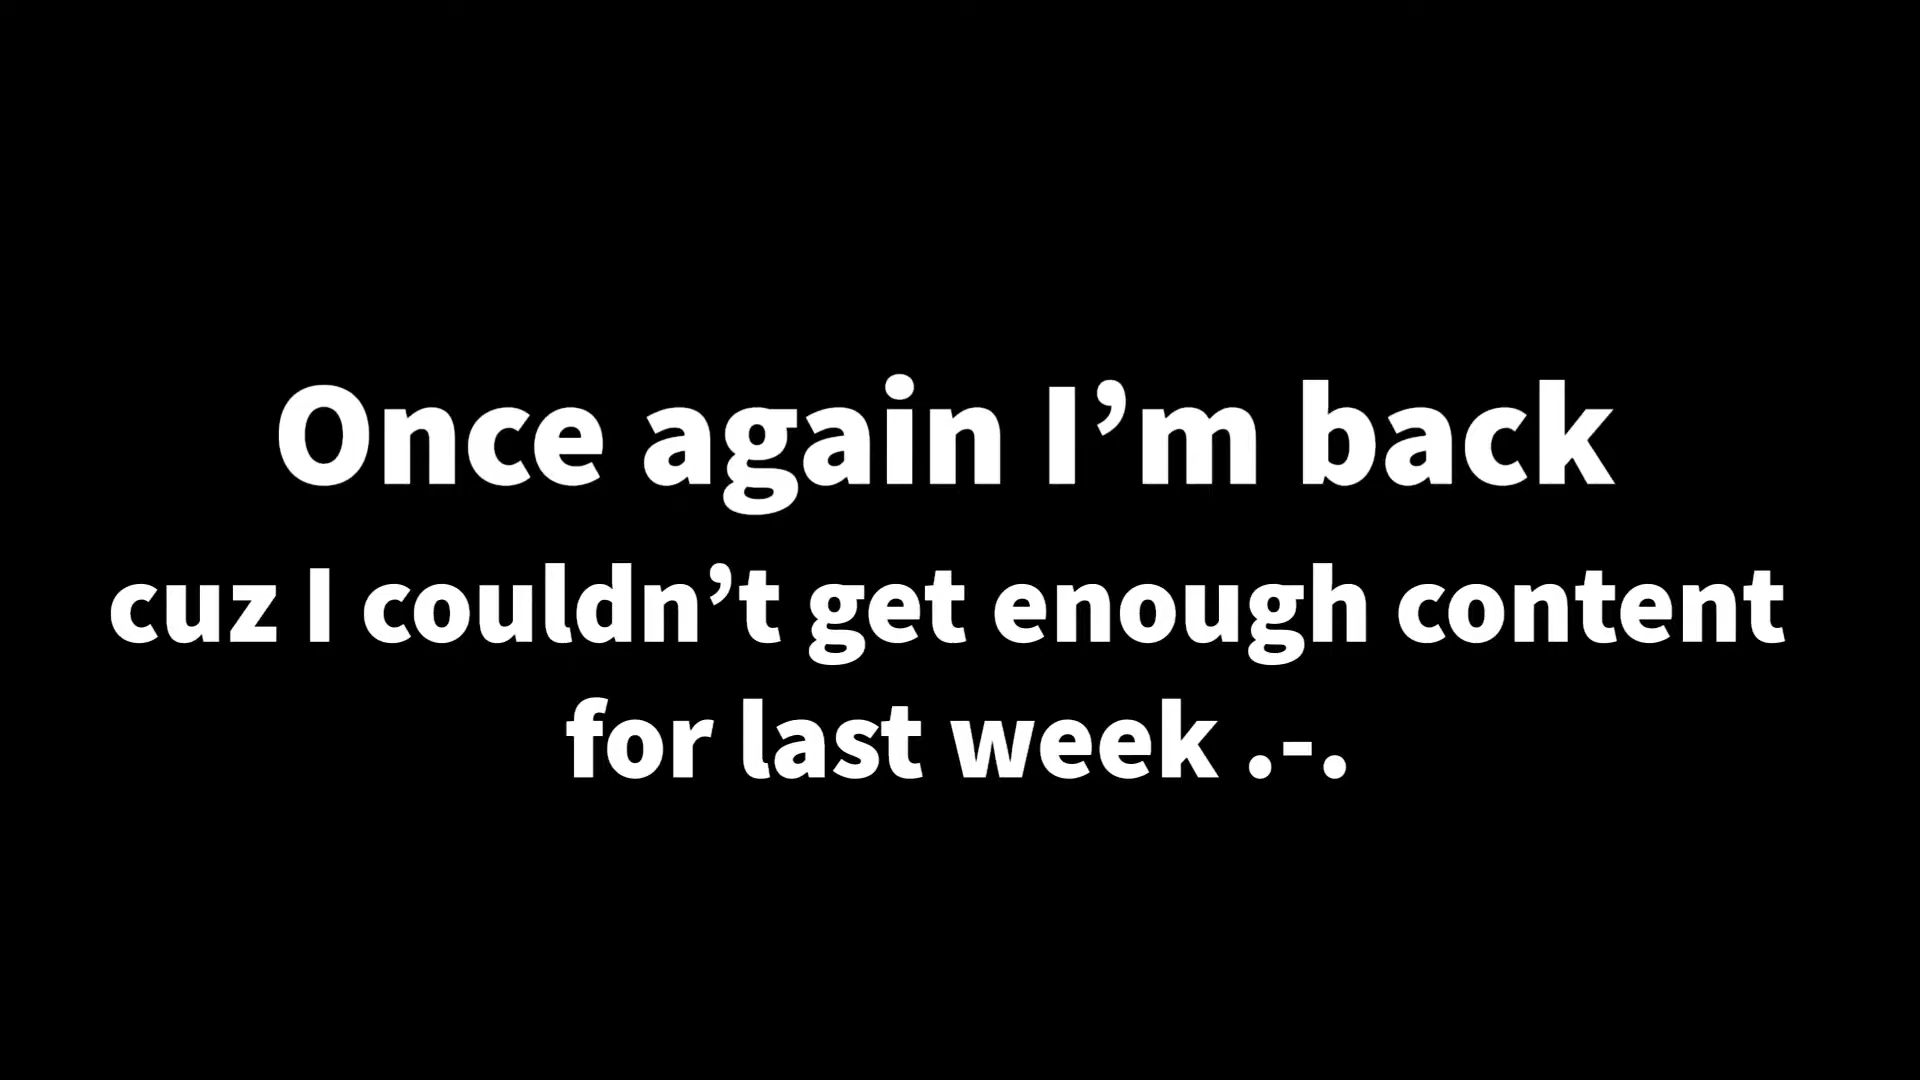 Once again I’m back
cuz I couldn’t get enough content
for last week .-.